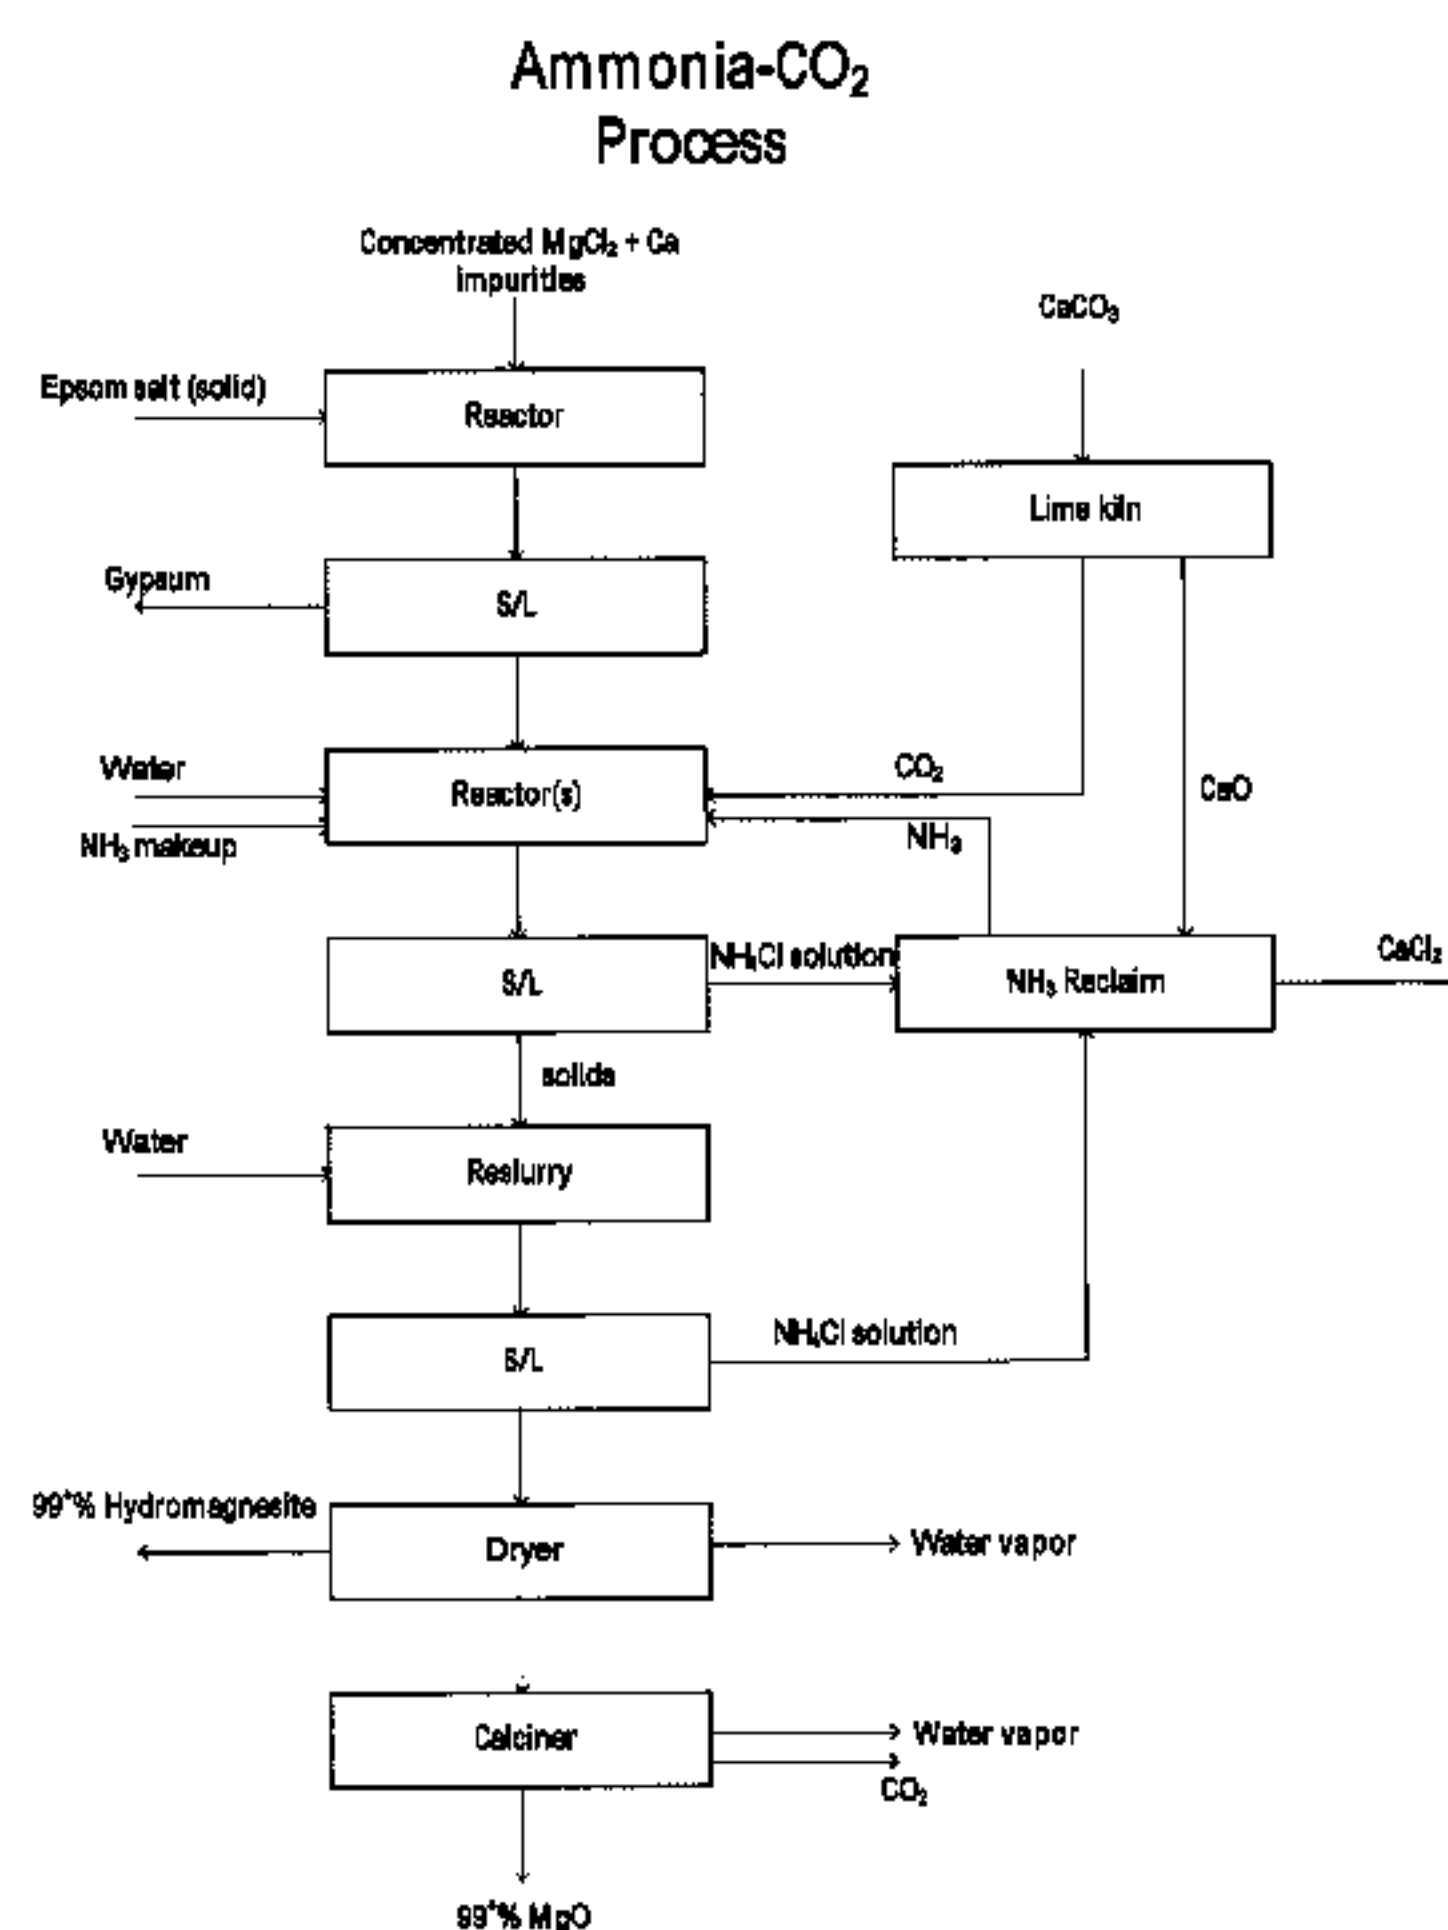 Ammonia-CO₂
Process
Concentrated MgCl₂ + Ca
impurities
CaCO₃
Epsom salt (solid)
Reactor
Lime kiln
Gypsum
S/L
Water
Reactor(s)
CO₂
CaO
NH₃ makeup
NH₃
S/L
NH₄Cl solution
NH₃ Reclaim
CaCl₂
solids
Water
Reslurry
S/L
NH₄Cl solution
99⁺% Hydromagnesite
Dryer
Water vapor
Calciner
Water vapor
CO₂
99⁺% MgO